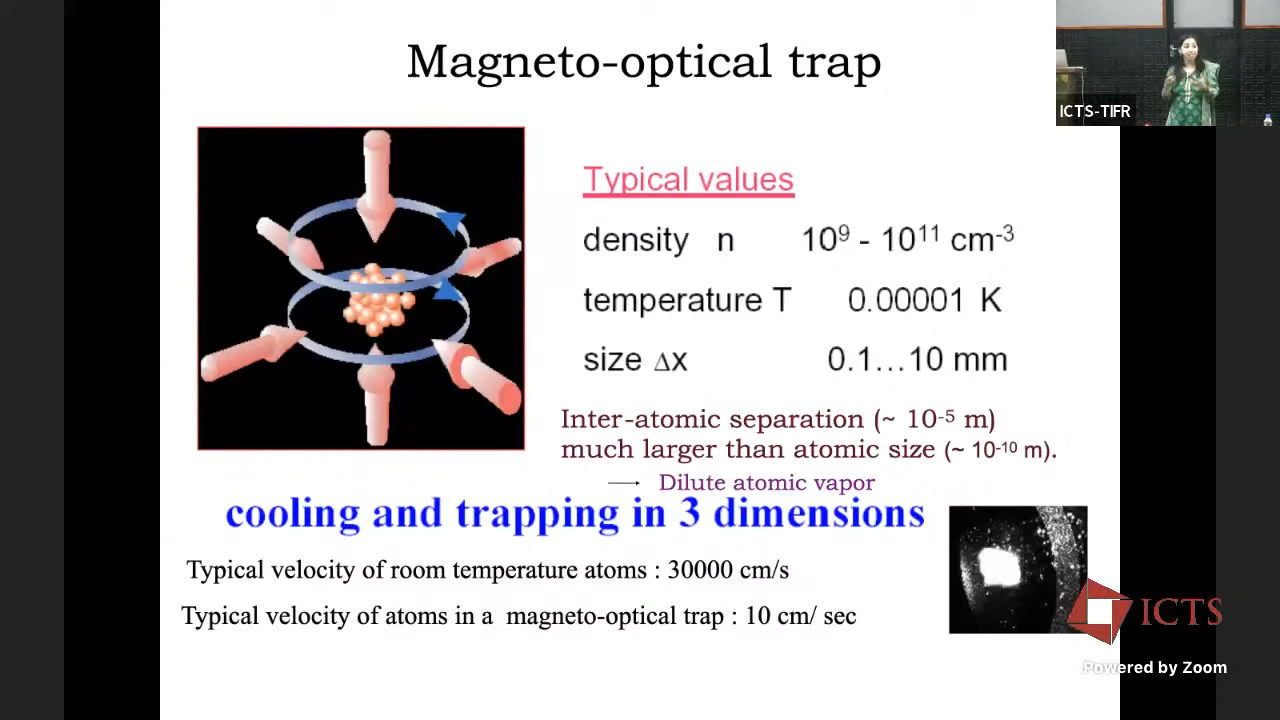 Magneto-optical trap
ICTS-TIFR
Typical values
density n 10⁹ - 10¹¹ cm⁻³
temperature T 0.00001 K
size Δx 0.1...10 mm
Inter-atomic separation (~ 10⁻⁵ m)
much larger than atomic size (~ 10⁻¹⁰ m).
→ Dilute atomic vapor
cooling and trapping in 3 dimensions
Typical velocity of room temperature atoms : 30000 cm/s
Typical velocity of atoms in a magneto-optical trap : 10 cm/ sec
ICTS
Powered by Zoom